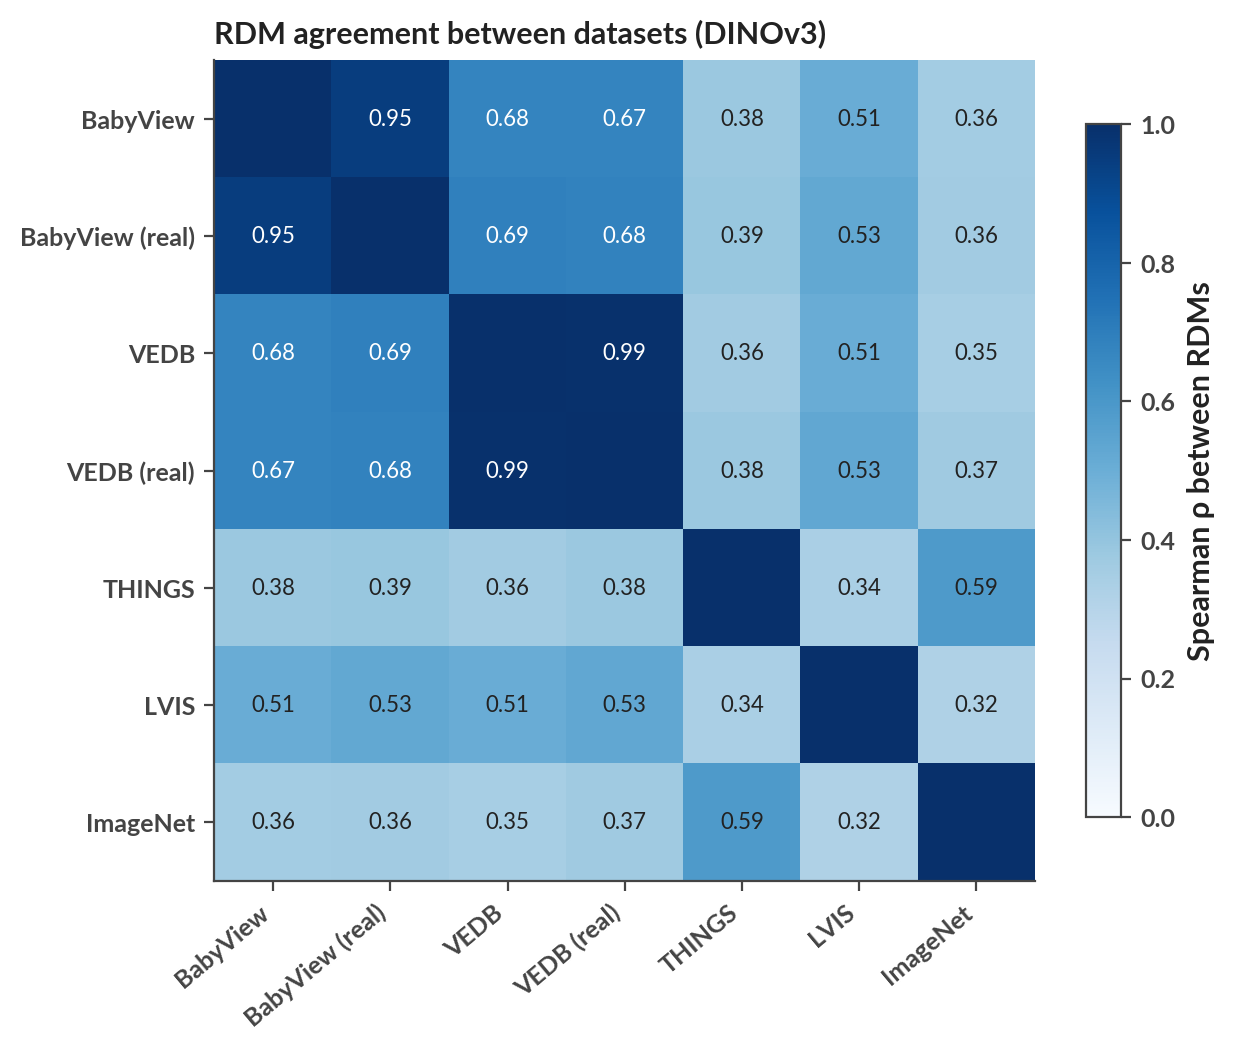 RDM agreement between datasets (DINOv3)
BabyView 0.95 0.68 0.67 0.38 0.51 0.36
BabyView (real) 0.95 0.69 0.68 0.39 0.53 0.36
VEDB 0.68 0.69 0.99 0.36 0.51 0.35
VEDB (real) 0.67 0.68 0.99 0.38 0.53 0.37
THINGS 0.38 0.39 0.36 0.38 0.34 0.59
LVIS 0.51 0.53 0.51 0.53 0.34 0.32
ImageNet 0.36 0.36 0.35 0.37 0.59 0.32
BabyView
BabyView (real)
VEDB
VEDB (real)
THINGS
LVIS
ImageNet
1.0
0.8
0.6
0.4
0.2
0.0
Spearman ρ between RDMs